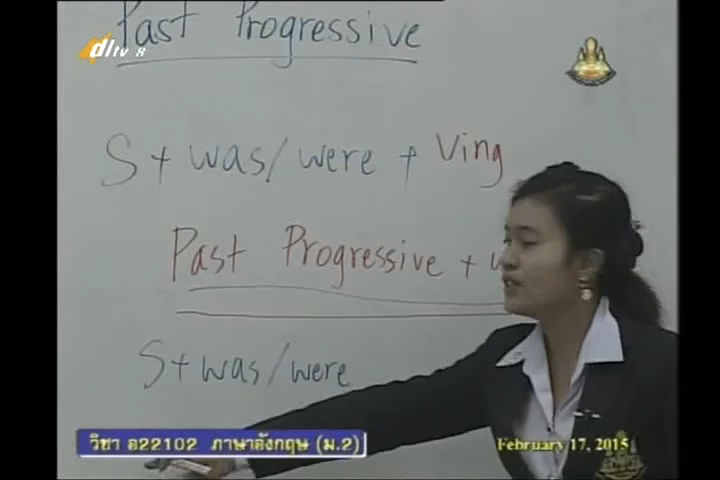 Past Progressive
dltv 8
S + was/were + Ving
Past Progressive +
S + was/were
วิชา อ22102 ภาษาอังกฤษ (ม.2)
February 17, 2015